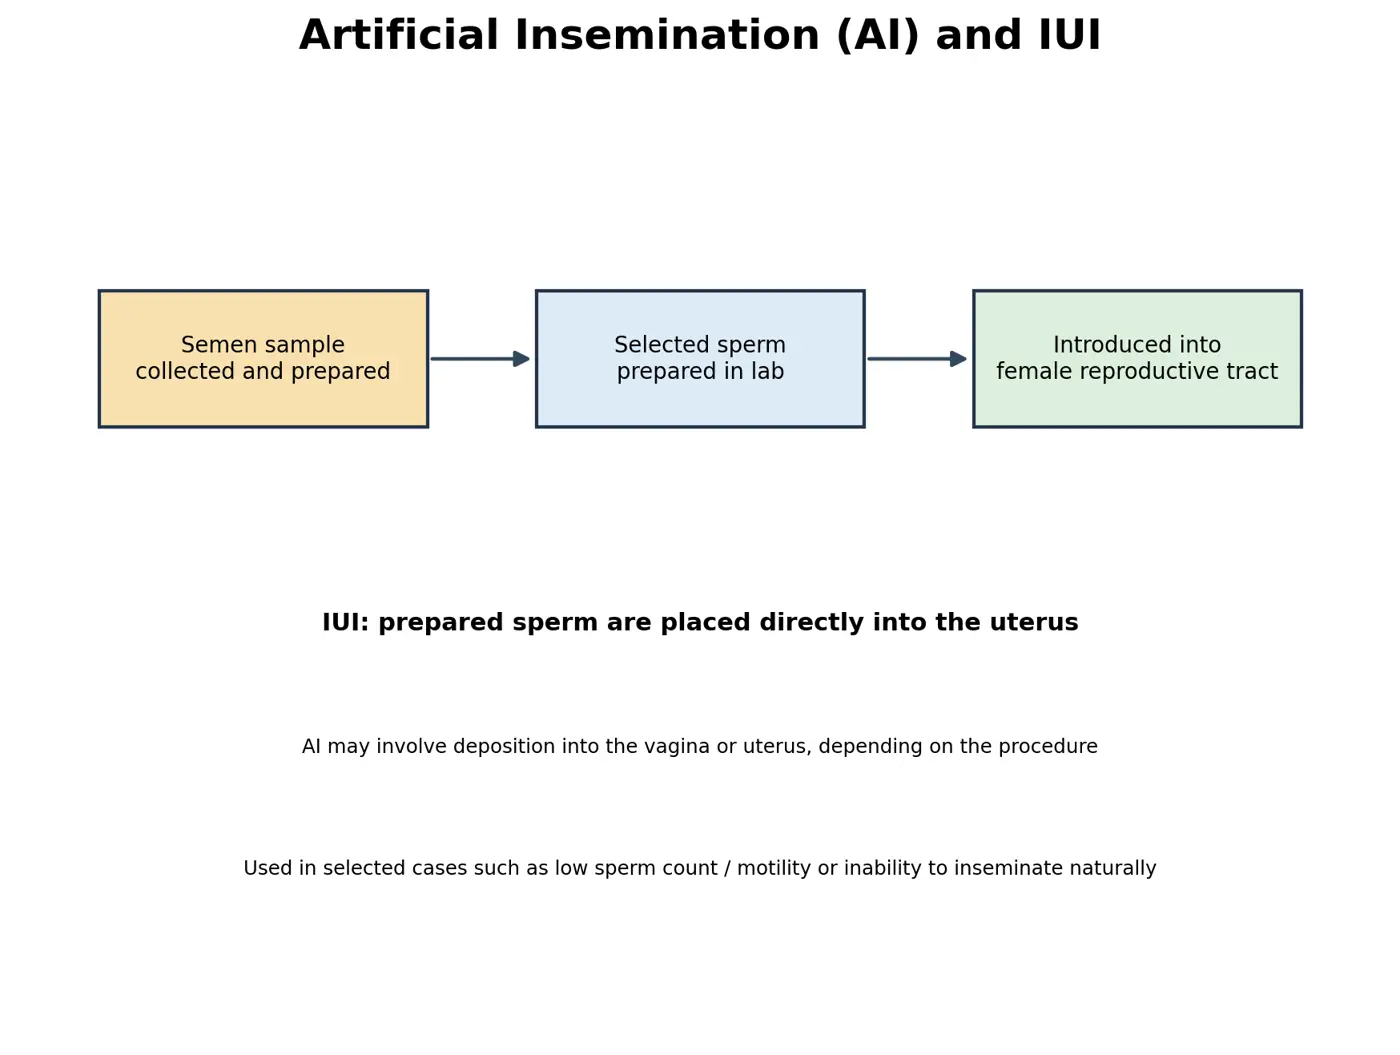 Artificial Insemination (AI) and IUI
Semen sample
collected and prepared
Selected sperm
prepared in lab
Introduced into
female reproductive tract
IUI: prepared sperm are placed directly into the uterus
AI may involve deposition into the vagina or uterus, depending on the procedure
Used in selected cases such as low sperm count / motility or inability to inseminate naturally